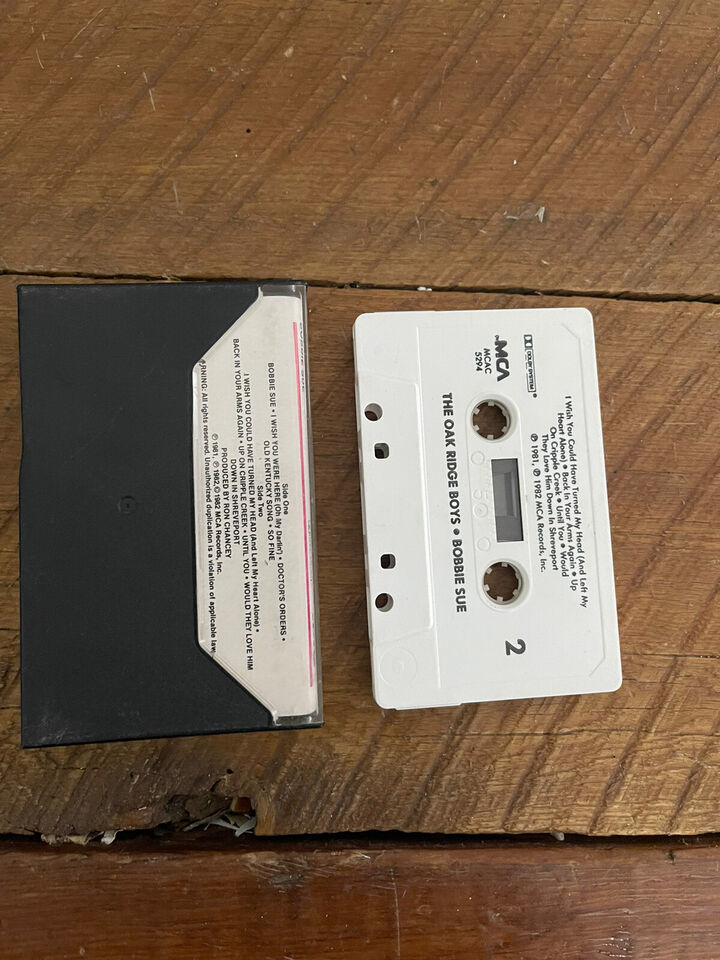 Side One
BOBBIE SUE • I WISH YOU WERE HERE (Oh My Darlin') • DOCTOR'S ORDERS •
OLD KENTUCKY SONG • SO FINE
Side Two
I WISH YOU COULD HAVE TURNED MY HEAD (And Left My Heart Alone) •
BACK IN YOUR ARMS AGAIN • UP ON CRIPPLE CREEK • UNTIL YOU • WOULD THEY LOVE HIM
DOWN IN SHREVEPORT
PRODUCED BY RON CHANCEY
℗ 1981, ℗ 1982, © 1982 MCA Records, Inc.
WARNING: All rights reserved. Unauthorized duplication is a violation of applicable law
DOLBY SYSTEM
MCA
MCAC
5294
I Wish You Could Have Turned My Head (And Left My
Heart Alone) • Back In Your Arms Again • Up
On Cripple Creek • Until You • Would
They Love Him Down In Shreveport
℗ 1981, ℗ 1982 MCA Records, Inc.
2
THE OAK RIDGE BOYS • BOBBIE SUE